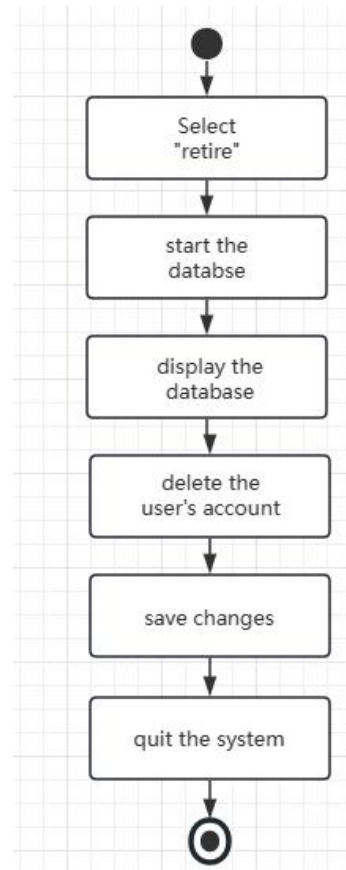 Select
"retire"
start the
databse
display the
database
delete the
user's account
save changes
quit the system